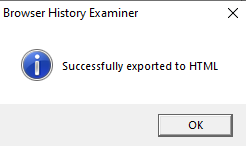 Browser History Examiner
Successfully exported to HTML
OK